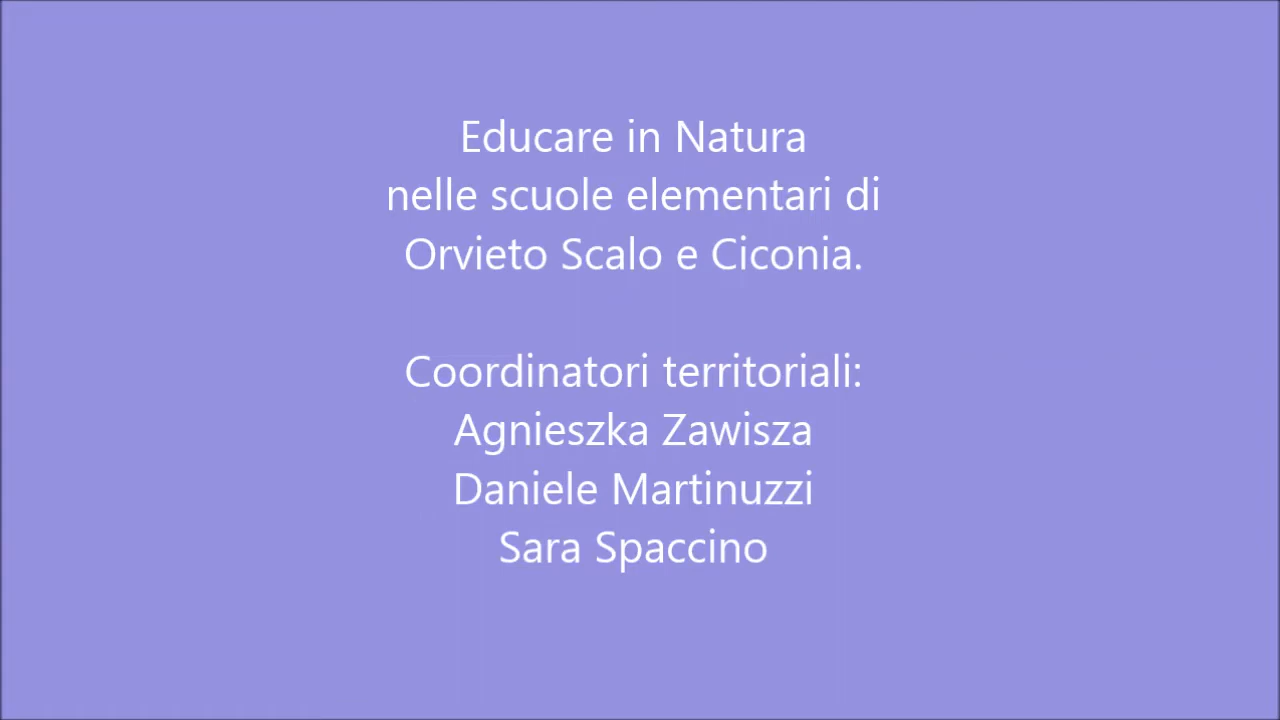 Educare in Natura
nelle scuole elementari di
Orvieto Scalo e Ciconia.
Coordinatori territoriali:
Agnieszka Zawisza
Daniele Martinuzzi
Sara Spaccino